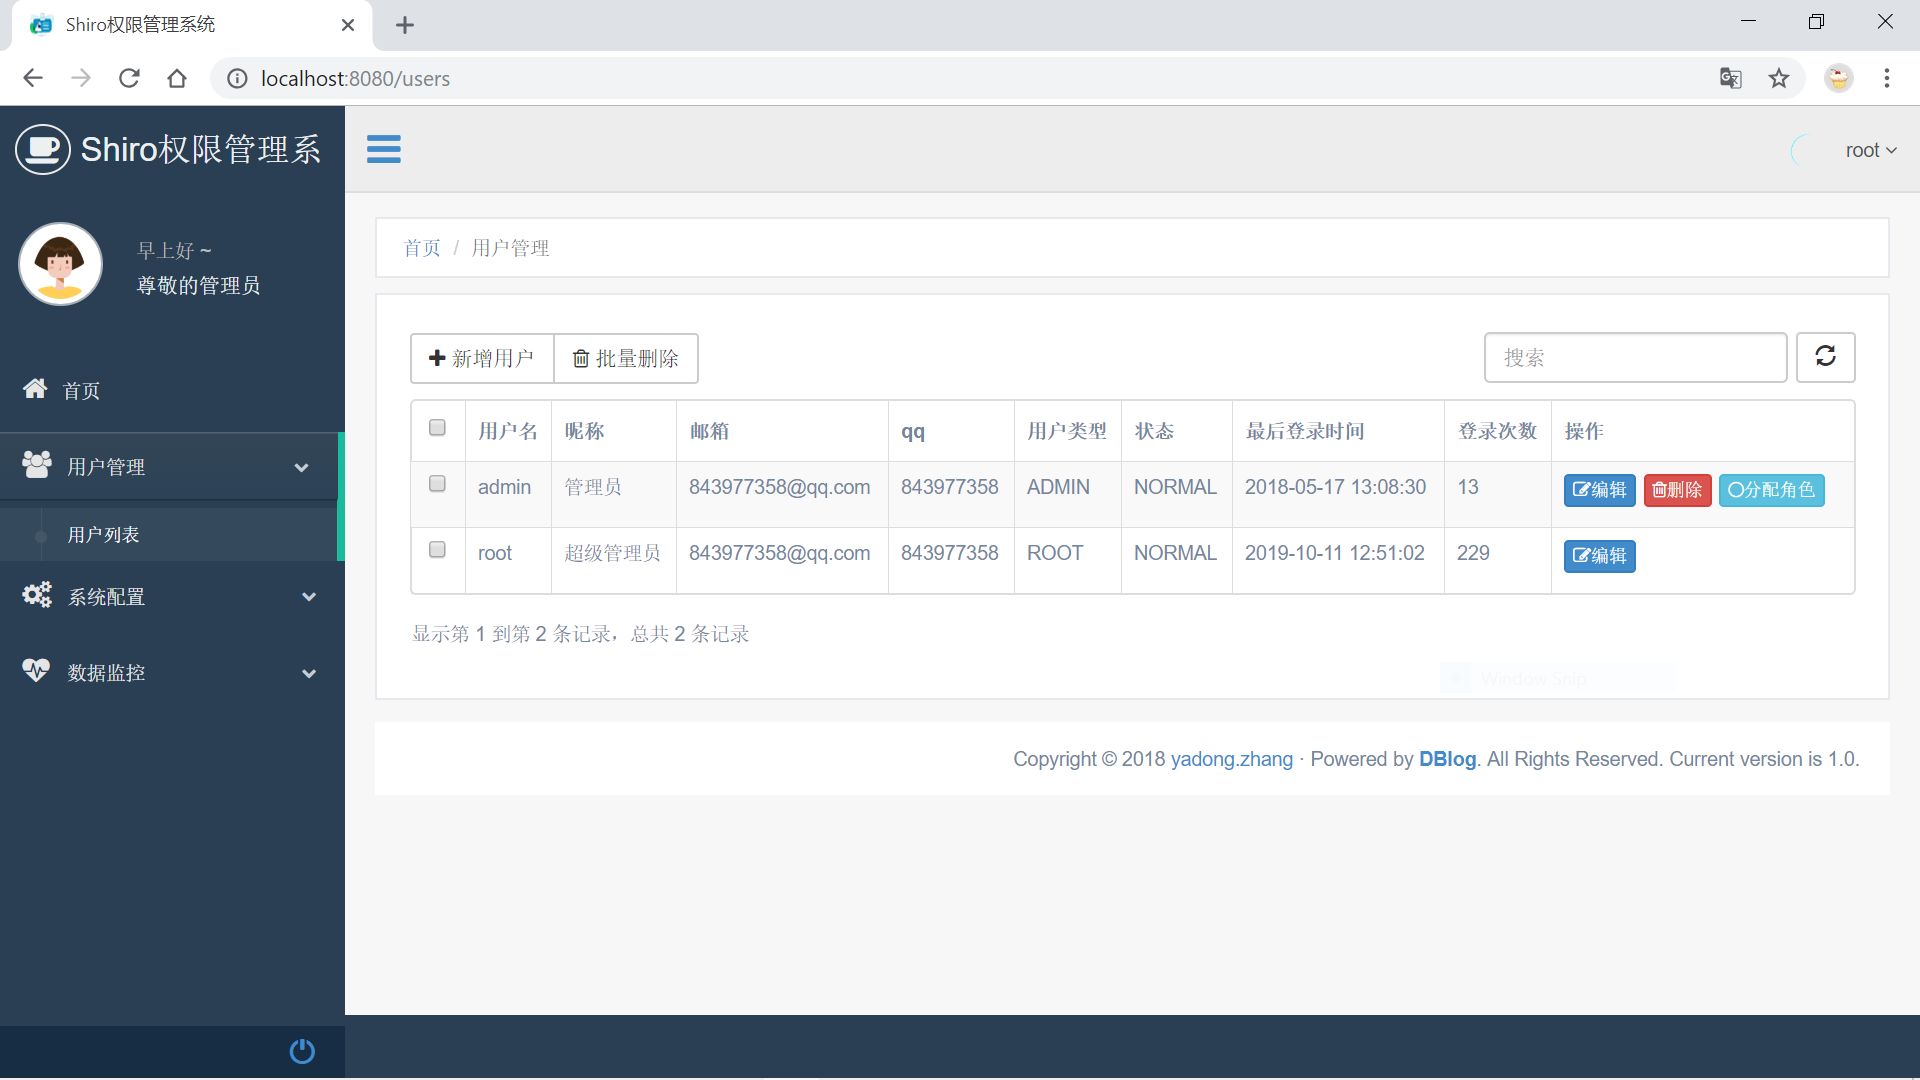 Shiro权限管理系统
localhost:8080/users
Shiro权限管理系
root
早上好 ~
尊敬的管理员
首页
用户管理
用户列表
系统配置
数据监控
首页 / 用户管理
新增用户 批量删除 搜索
用户名 昵称 邮箱 qq 用户类型 状态 最后登录时间 登录次数 操作
admin 管理员 843977358@qq.com 843977358 ADMIN NORMAL 2018-05-17 13:08:30 13 编辑 删除 分配角色
root 超级管理员 843977358@qq.com 843977358 ROOT NORMAL 2019-10-11 12:51:02 229 编辑
显示第 1 到第 2 条记录，总共 2 条记录
Window Snip
Copyright © 2018 yadong.zhang · Powered by DBlog. All Rights Reserved. Current version is 1.0.